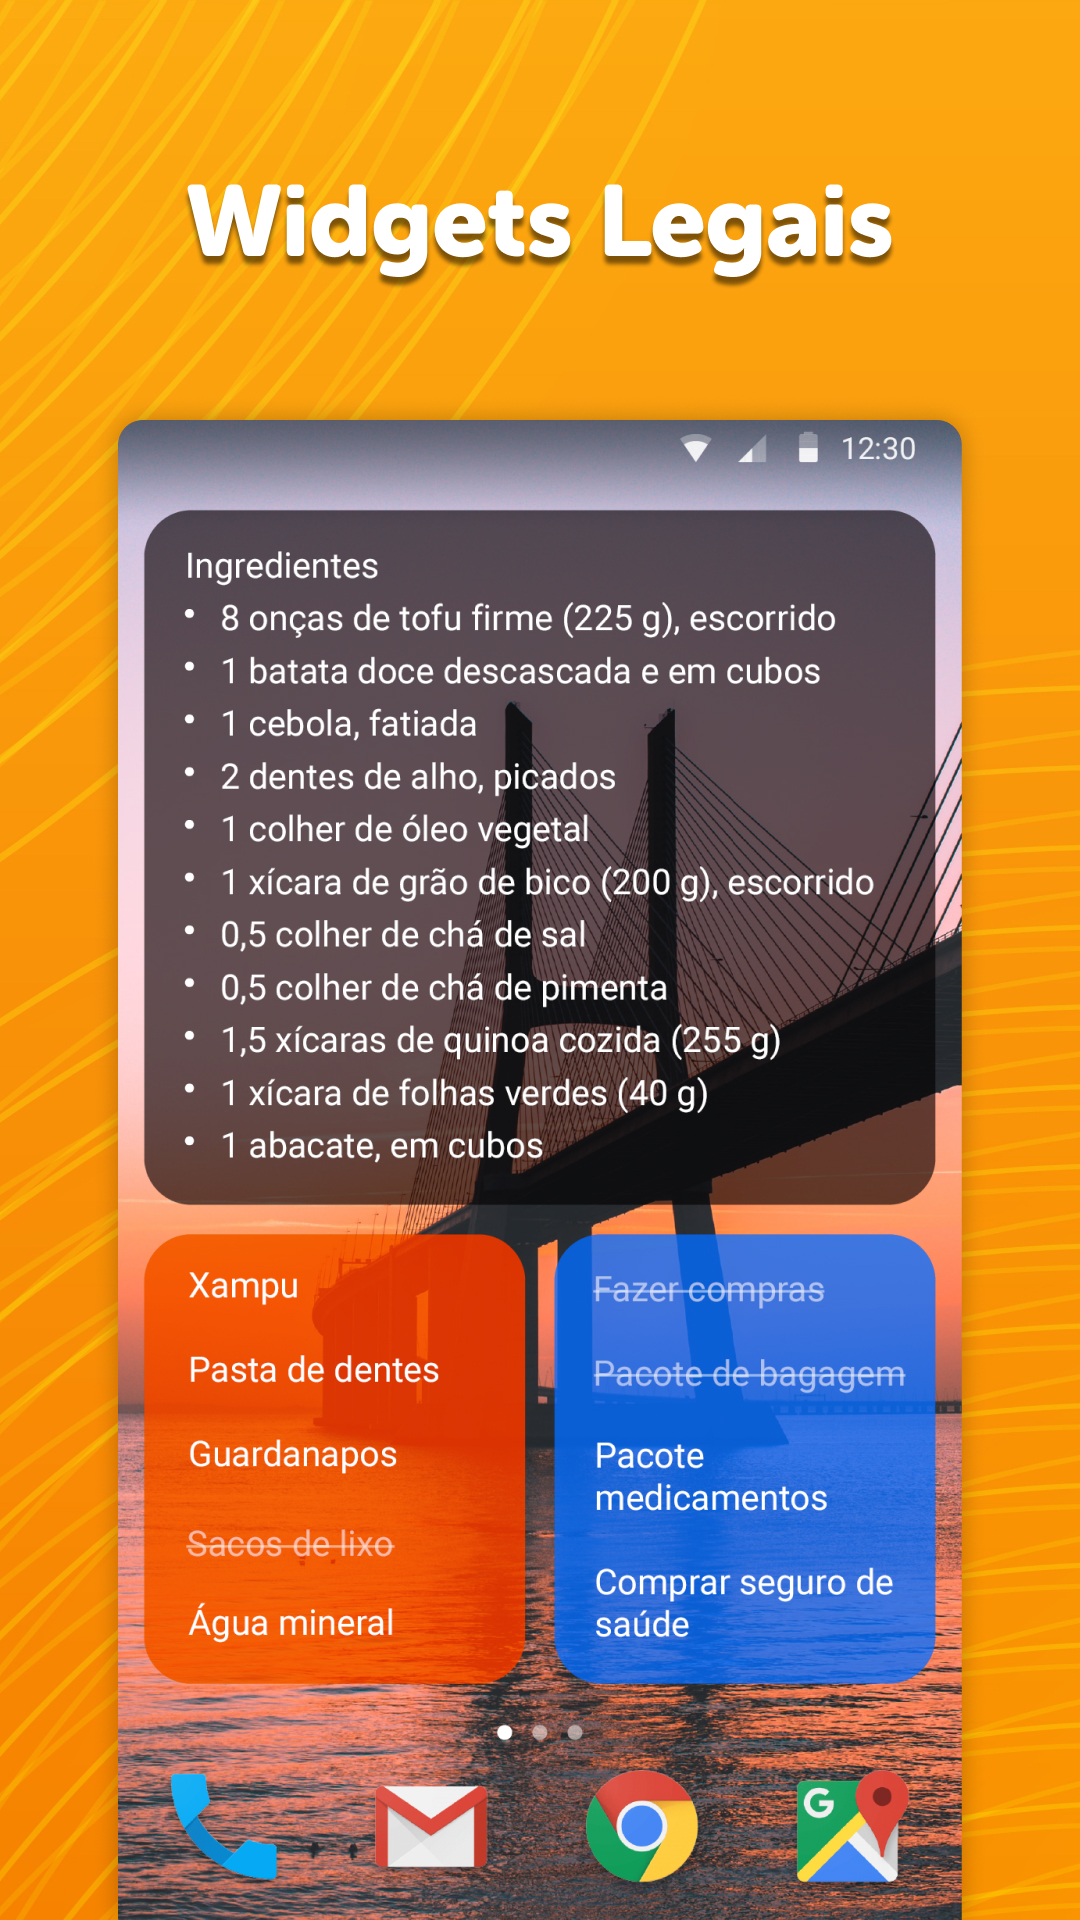 Widgets Legais
12:30
Ingredientes
• 8 onças de tofu firme (225 g), escorrido
• 1 batata doce descascada e em cubos
• 1 cebola, fatiada
• 2 dentes de alho, picados
• 1 colher de óleo vegetal
• 1 xícara de grão de bico (200 g), escorrido
• 0,5 colher de chá de sal
• 0,5 colher de chá de pimenta
• 1,5 xícaras de quinoa cozida (255 g)
• 1 xícara de folhas verdes (40 g)
• 1 abacate, em cubos
Xampu
Pasta de dentes
Guardanapos
Sacos de lixo
Água mineral
Fazer compras
Pacote de bagagem
Pacote
medicamentos
Comprar seguro de
saúde
G